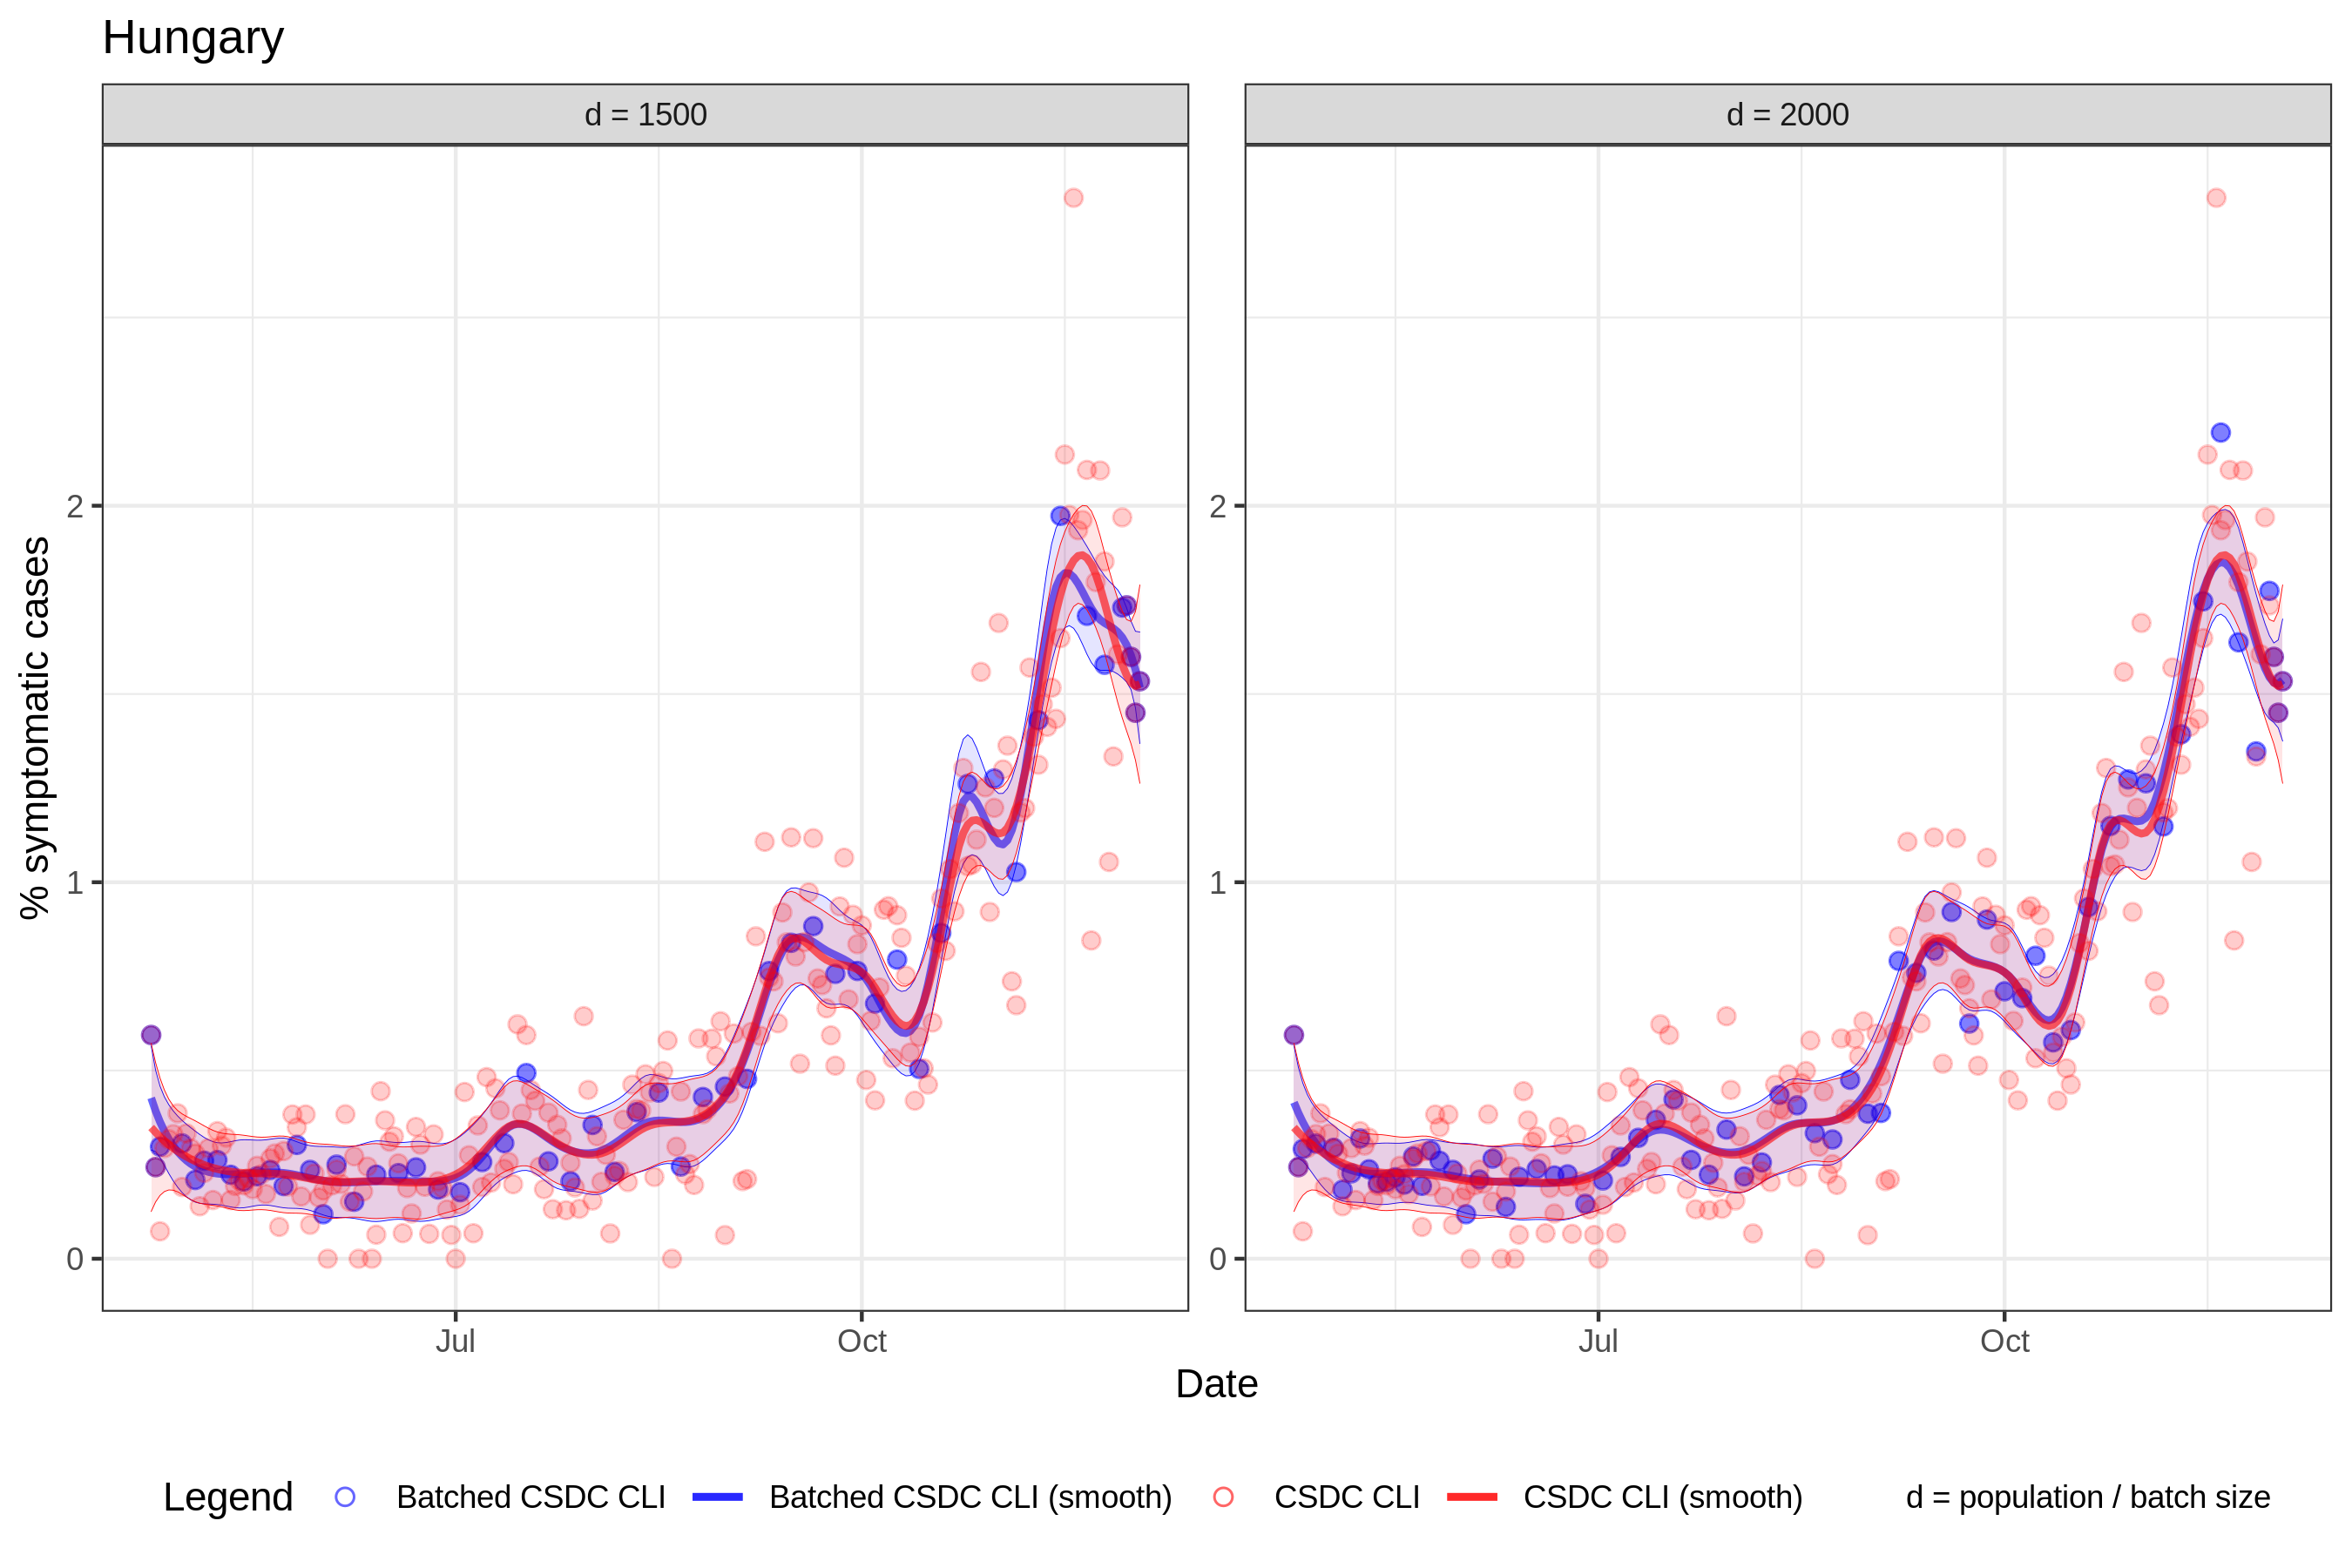 Hungary
d = 1500
d = 2000
% symptomatic cases
2
1
0
2
1
0
Jul
Oct
Jul
Oct
Date
Legend
Batched CSDC CLI
Batched CSDC CLI (smooth)
CSDC CLI
CSDC CLI (smooth)
d = population / batch size